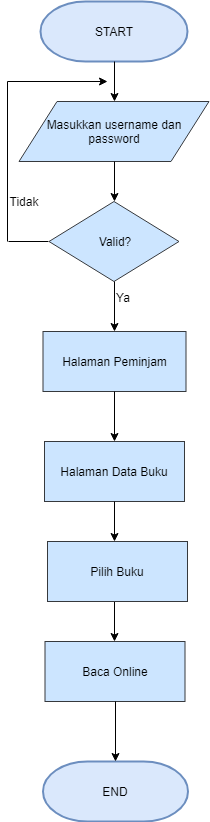 START
Masukkan username dan
password
Tidak
Valid?
Ya
Halaman Peminjam
Halaman Data Buku
Pilih Buku
Baca Online
END